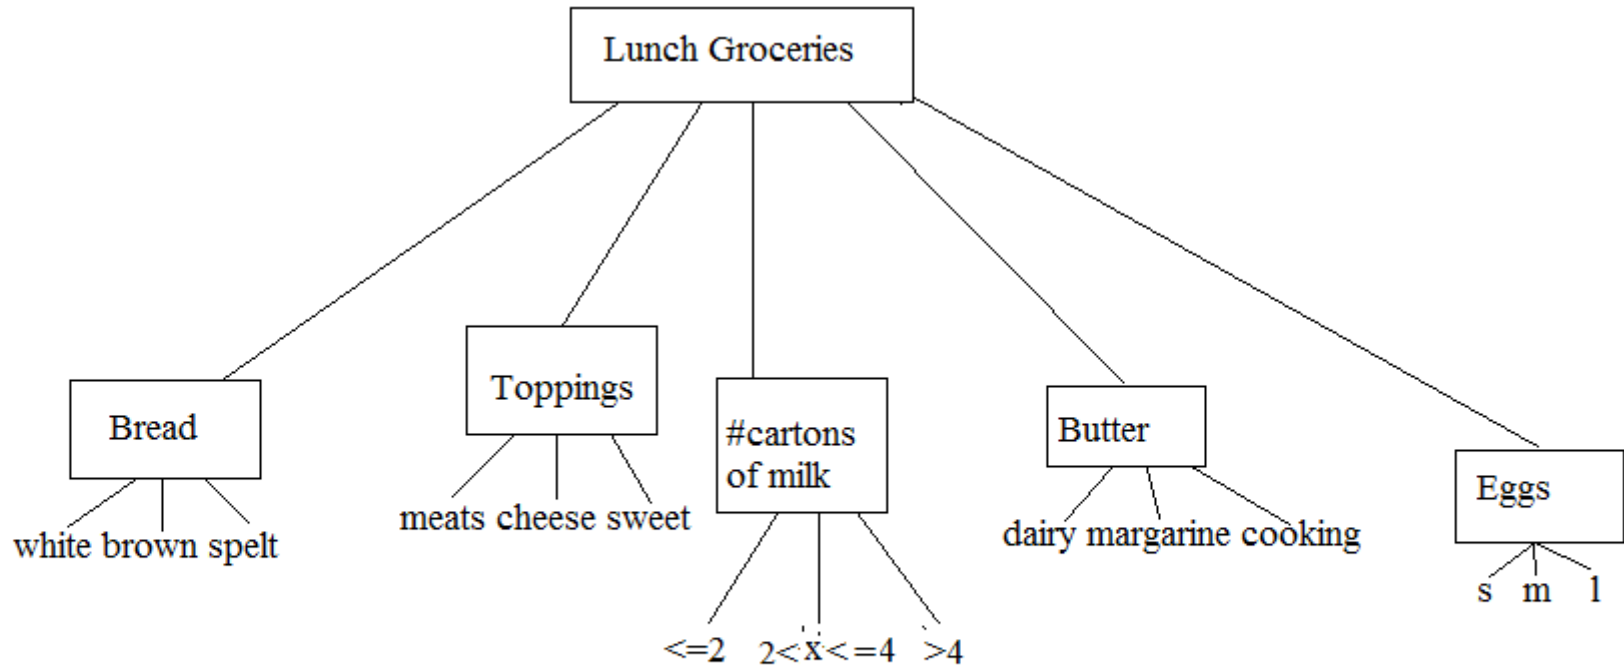 Lunch Groceries
Bread
white brown spelt
Toppings
meats cheese sweet
#cartons
of milk
<=2 2<x<=4 >4
Butter
dairy margarine cooking
Eggs
s m l